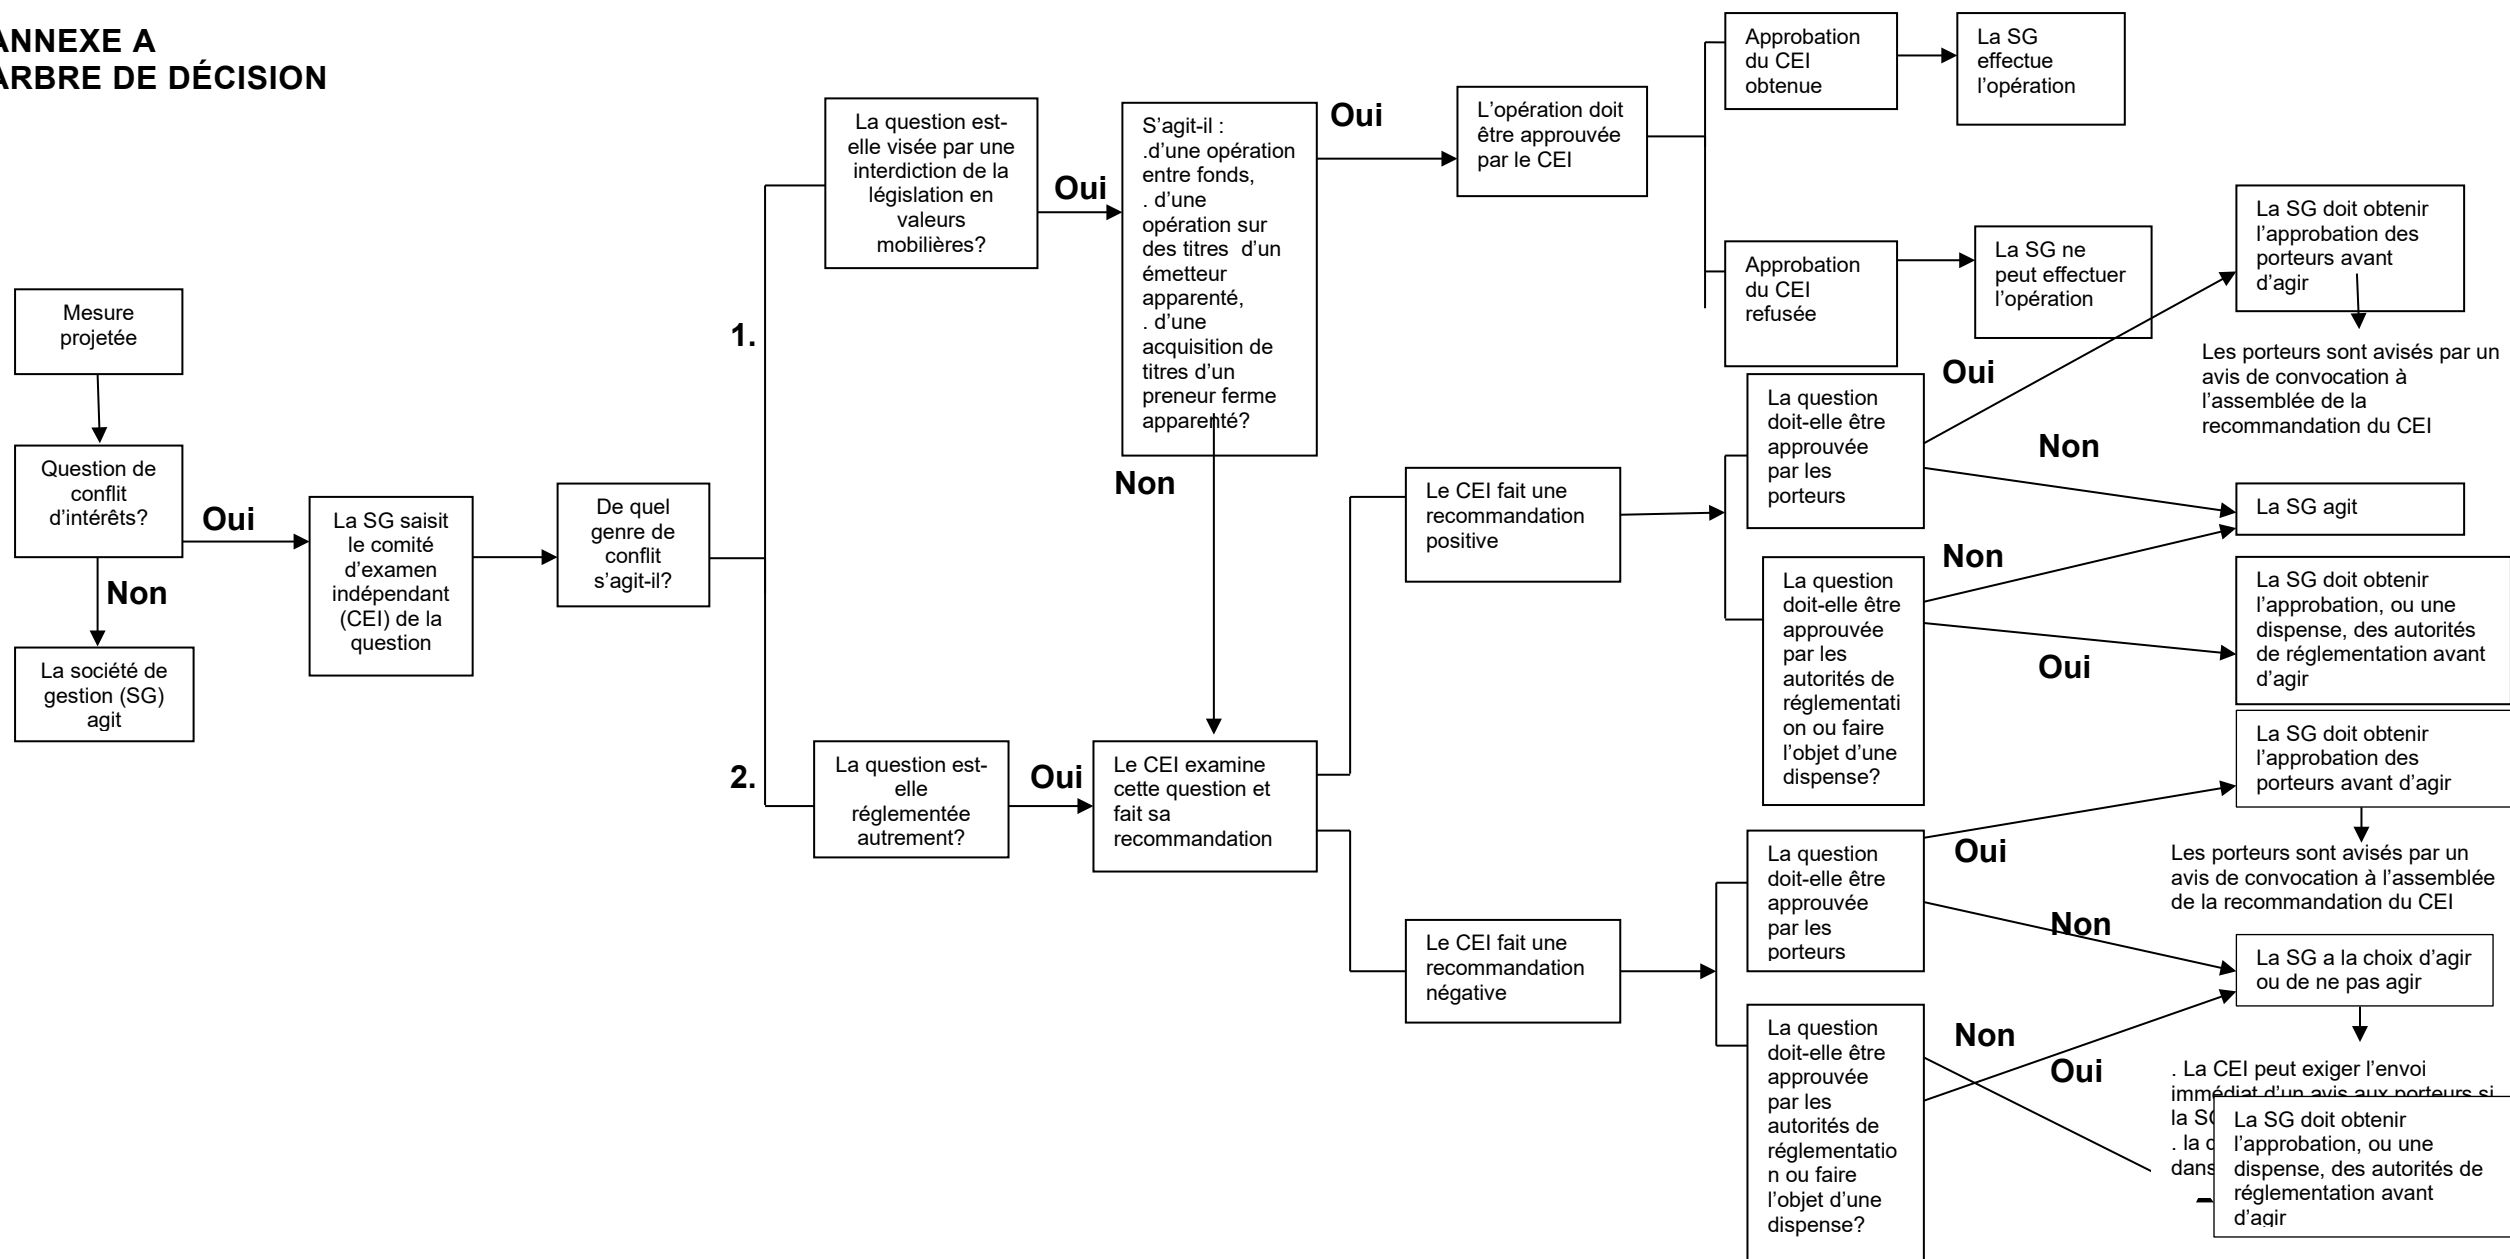 ANNEXE A
ARBRE DE DÉCISION
Mesure
projetée
Question de
conflit
d’intérêts?
Oui
Non
La société de
gestion (SG)
agit
La SG saisit
le comité
d’examen
indépendant
(CEI) de la
question
De quel
genre de
conflit
s’agit-il?
1.
La question est-
elle visée par une
interdiction de la
législation en
valeurs
mobilières?
Oui
S’agit-il :
.d’une opération
entre fonds,
. d’une
opération sur
des titres d’un
émetteur
apparenté,
. d’une
acquisition de
titres d’un
preneur ferme
apparenté?
Oui
Non
L’opération doit
être approuvée
par le CEI
Approbation
du CEI
obtenue
La SG
effectue
l’opération
Approbation
du CEI
refusée
La SG ne
peut effectuer
l’opération
2.
La question est-
elle
réglementée
autrement?
Oui
Le CEI examine
cette question et
fait sa
recommandation
Le CEI fait une
recommandation
positive
La question
doit-elle être
approuvée
par les
porteurs
Oui
La SG doit obtenir
l’approbation des
porteurs avant
d’agir
Les porteurs sont avisés par un
avis de convocation à
l’assemblée de la
recommandation du CEI
Non
La SG agit
La question
doit-elle être
approuvée
par les
autorités de
réglementati
on ou faire
l’objet d’une
dispense?
Non
Oui
La SG doit obtenir
l’approbation, ou une
dispense, des autorités
de réglementation avant
d’agir
Le CEI fait une
recommandation
négative
La question
doit-elle être
approuvée
par les
porteurs
Oui
La SG doit obtenir
l’approbation des
porteurs avant d’agir
Les porteurs sont avisés par un
avis de convocation à l’assemblée
de la recommandation du CEI
Non
La SG a la choix d’agir
ou de ne pas agir
. La CEI peut exiger l’envoi
immédiat d’un avis aux porteurs si
la
. la
dans
La question
doit-elle être
approuvée
par les
autorités de
réglementatio
n ou faire
l’objet d’une
dispense?
Non
Oui
La SG doit obtenir
l’approbation, ou une
dispense, des autorités de
réglementation avant
d’agir